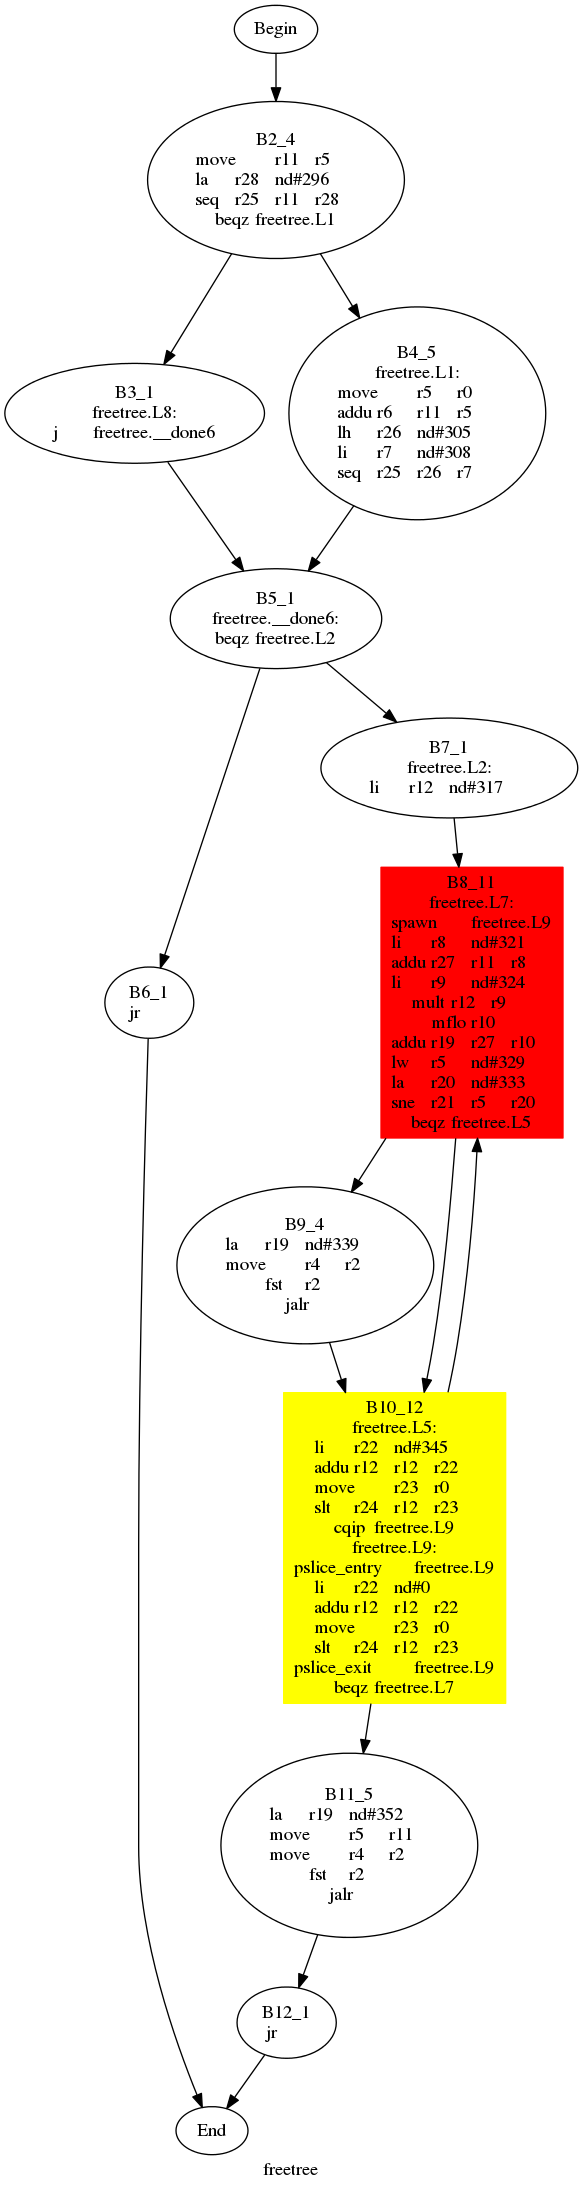 Begin
B2_4
move r11 r5
la r28 nd#296
seq r25 r11 r28
beqz freetree.L1
B3_1
freetree.L8:
j freetree.__done6
B4_5
freetree.L1:
move r5 r0
addu r6 r11 r5
lh r26 nd#305
li r7 nd#308
seq r25 r26 r7
B5_1
freetree.__done6:
beqz freetree.L2
B7_1
freetree.L2:
li r12 nd#317
B8_11
freetree.L7:
spawn freetree.L9
li r8 nd#321
addu r27 r11 r8
li r9 nd#324
mult r12 r9
mflo r10
addu r19 r27 r10
lw r5 nd#329
la r20 nd#333
sne r21 r5 r20
beqz freetree.L5
B6_1
jr
B9_4
la r19 nd#339
move r4 r2
fst r2
jalr
B10_12
freetree.L5:
li r22 nd#345
addu r12 r12 r22
move r23 r0
slt r24 r12 r23
cqip freetree.L9
freetree.L9:
pslice_entry freetree.L9
li r22 nd#0
addu r12 r12 r22
move r23 r0
slt r24 r12 r23
pslice_exit freetree.L9
beqz freetree.L7
B11_5
la r19 nd#352
move r5 r11
move r4 r2
fst r2
jalr
B12_1
jr
End
freetree